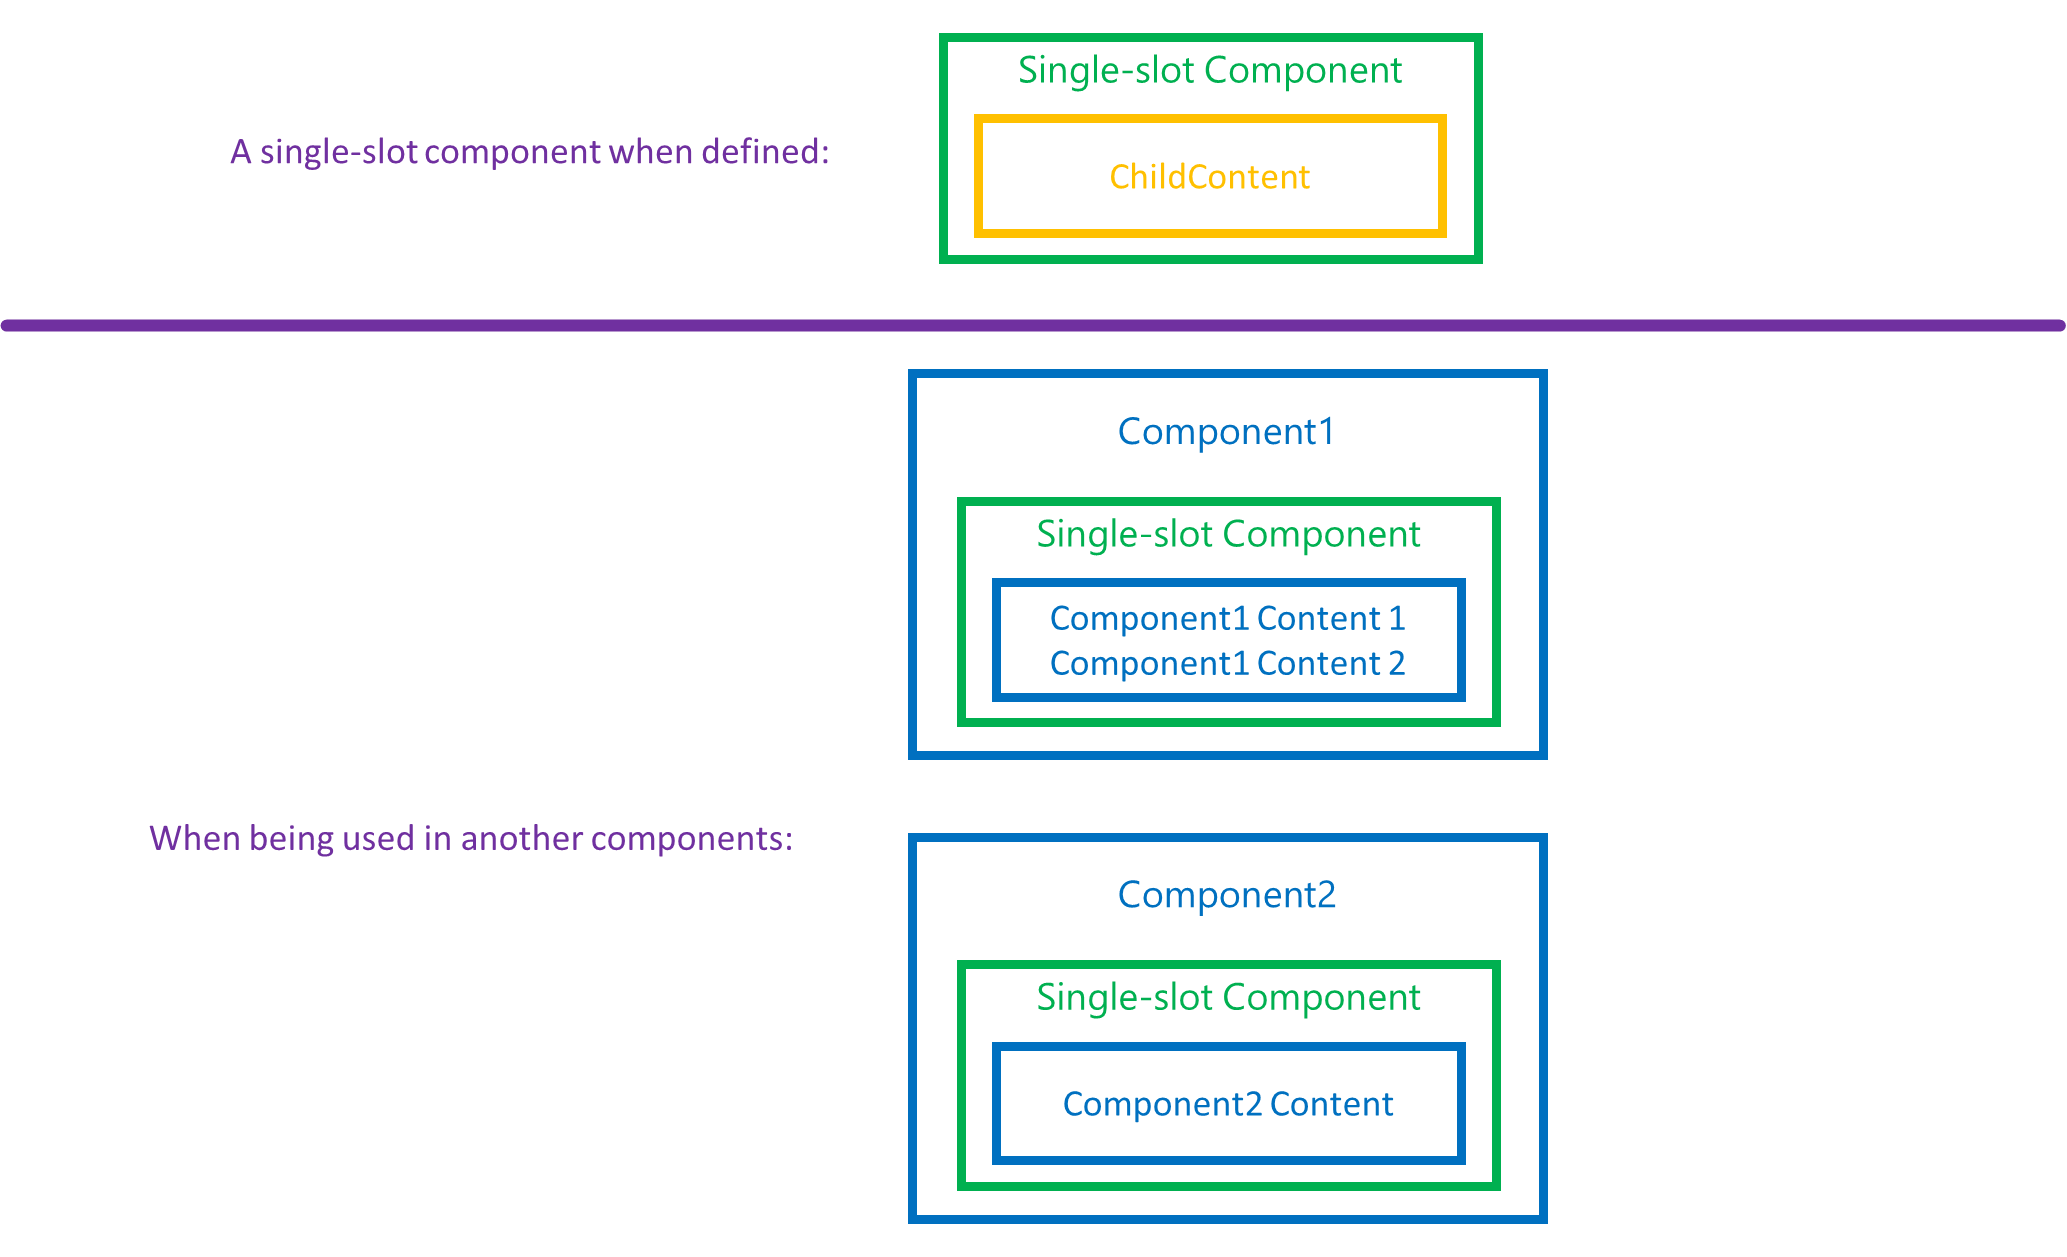 Single-slot Component
A single-slot component when defined:
ChildContent
Component1
Single-slot Component
Component1 Content 1
Component1 Content 2
When being used in another components:
Component2
Single-slot Component
Component2 Content